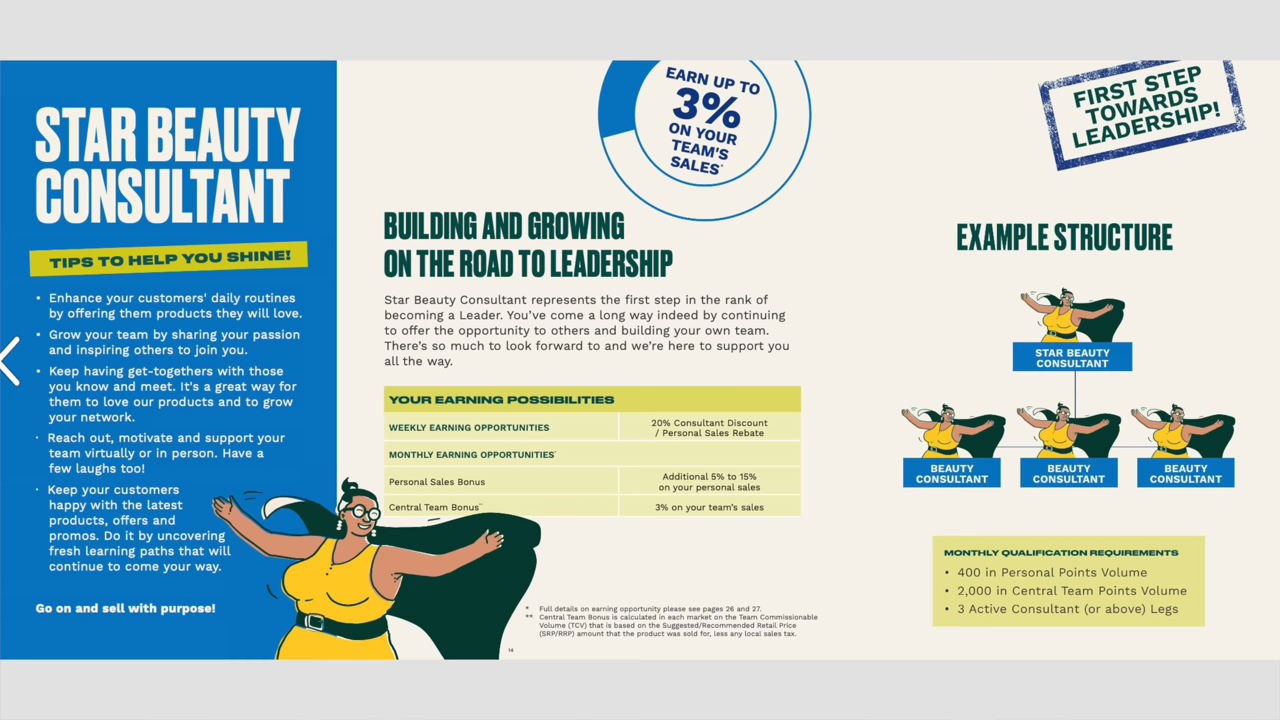 STAR BEAUTY
CONSULTANT
TIPS TO HELP YOU SHINE!
• Enhance your customers' daily routines
by offering them products they will love.
• Grow your team by sharing your passion
and inspiring others to join you.
• Keep having get-togethers with those
you know and meet. It's a great way for
them to love our products and to grow
your network.
· Reach out, motivate and support your
team virtually or in person. Have a
few laughs too!
· Keep your customers
happy with the latest
products, offers and
promos. Do it by uncovering
fresh learning paths that will
continue to come your way.
Go on and sell with purpose!
EARN UP TO
3%
ON YOUR
TEAM'S
SALES*
BUILDING AND GROWING
ON THE ROAD TO LEADERSHIP
Star Beauty Consultant represents the first step in the rank of
becoming a Leader. You've come a long way indeed by continuing
to offer the opportunity to others and building your own team.
There's so much to look forward to and we're here to support you
all the way.
YOUR EARNING POSSIBILITIES
WEEKLY EARNING OPPORTUNITIES
20% Consultant Discount
/ Personal Sales Rebate
MONTHLY EARNING OPPORTUNITIES*
Personal Sales Bonus
Additional 5% to 15%
on your personal sales
Central Team Bonus**
3% on your team's sales
* Full details on earning opportunity please see pages 26 and 27.
** Central Team Bonus is calculated in each market on the Team Commissionable
Volume (TCV) that is based on the Suggested/Recommended Retail Price
(SRP/RRP) amount that the product was sold for, less any local sales tax.
14
FIRST STEP
TOWARDS
LEADERSHIP!
EXAMPLE STRUCTURE
STAR BEAUTY
CONSULTANT
BEAUTY
CONSULTANT
BEAUTY
CONSULTANT
BEAUTY
CONSULTANT
MONTHLY QUALIFICATION REQUIREMENTS
• 400 in Personal Points Volume
• 2,000 in Central Team Points Volume
• 3 Active Consultant (or above) Legs